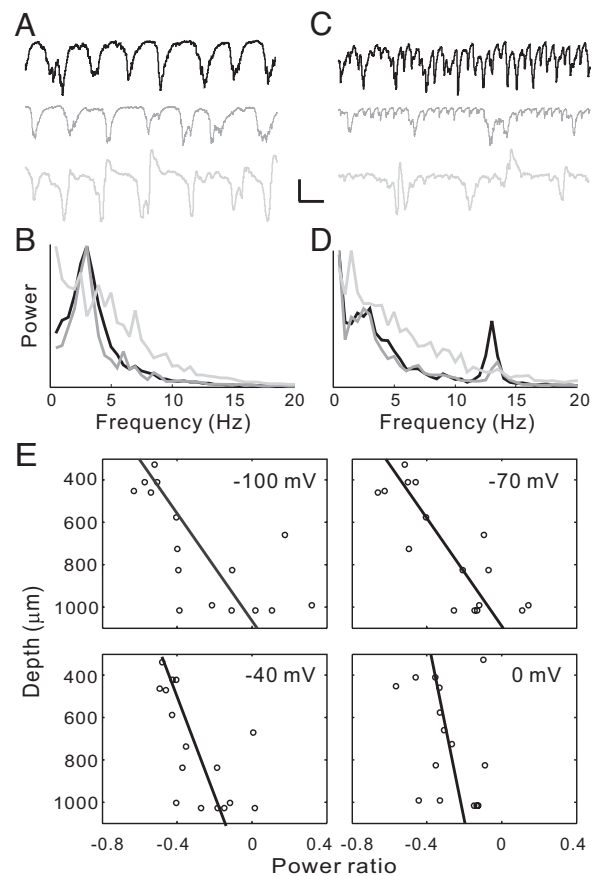 A
C
B
D
Power
0 5 10 15 20
0 5 10 15 20
Frequency (Hz)
Frequency (Hz)
E
-100 mV
-70 mV
400
600
800
1000
Depth (μm)
-40 mV
0 mV
400
600
800
1000
-0.8 -0.4 0 0.4
-0.8 -0.4 0 0.4
Power ratio